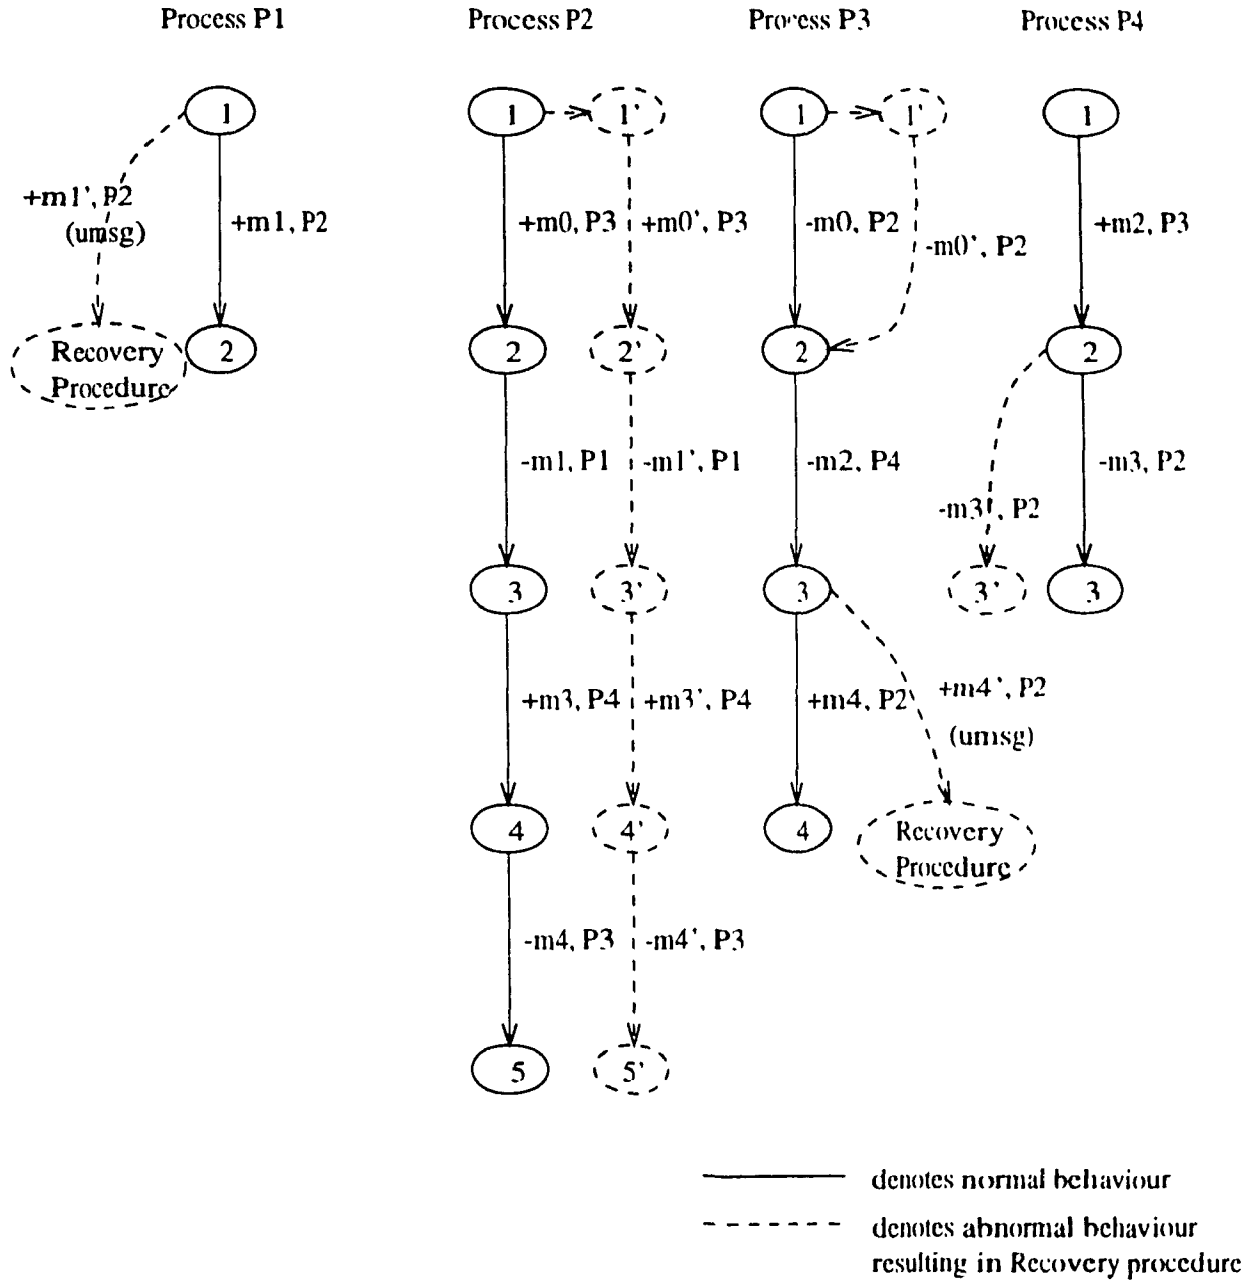 Process P1 Process P2 Process P3 Process P4
1 1 1' 1 1' 1
+m1', P2
(umsg)
+m1, P2
+m0, P3 +m0', P3 -m0, P2
-m0', P2
+m2, P3
Recovery
Procedure
2 2 2' 2 2
-m1, P1 -m1', P1 -m2, P4 -m3, P2
-m3', P2
3 3' 3 3' 3
+m3, P4 +m3', P4 +m4, P2 +m4', P2
(umsg)
4 4' 4
Recovery
Procedure
-m4, P3 -m4', P3
5 5'
denotes normal behaviour
denotes abnormal behaviour
resulting in Recovery procedure